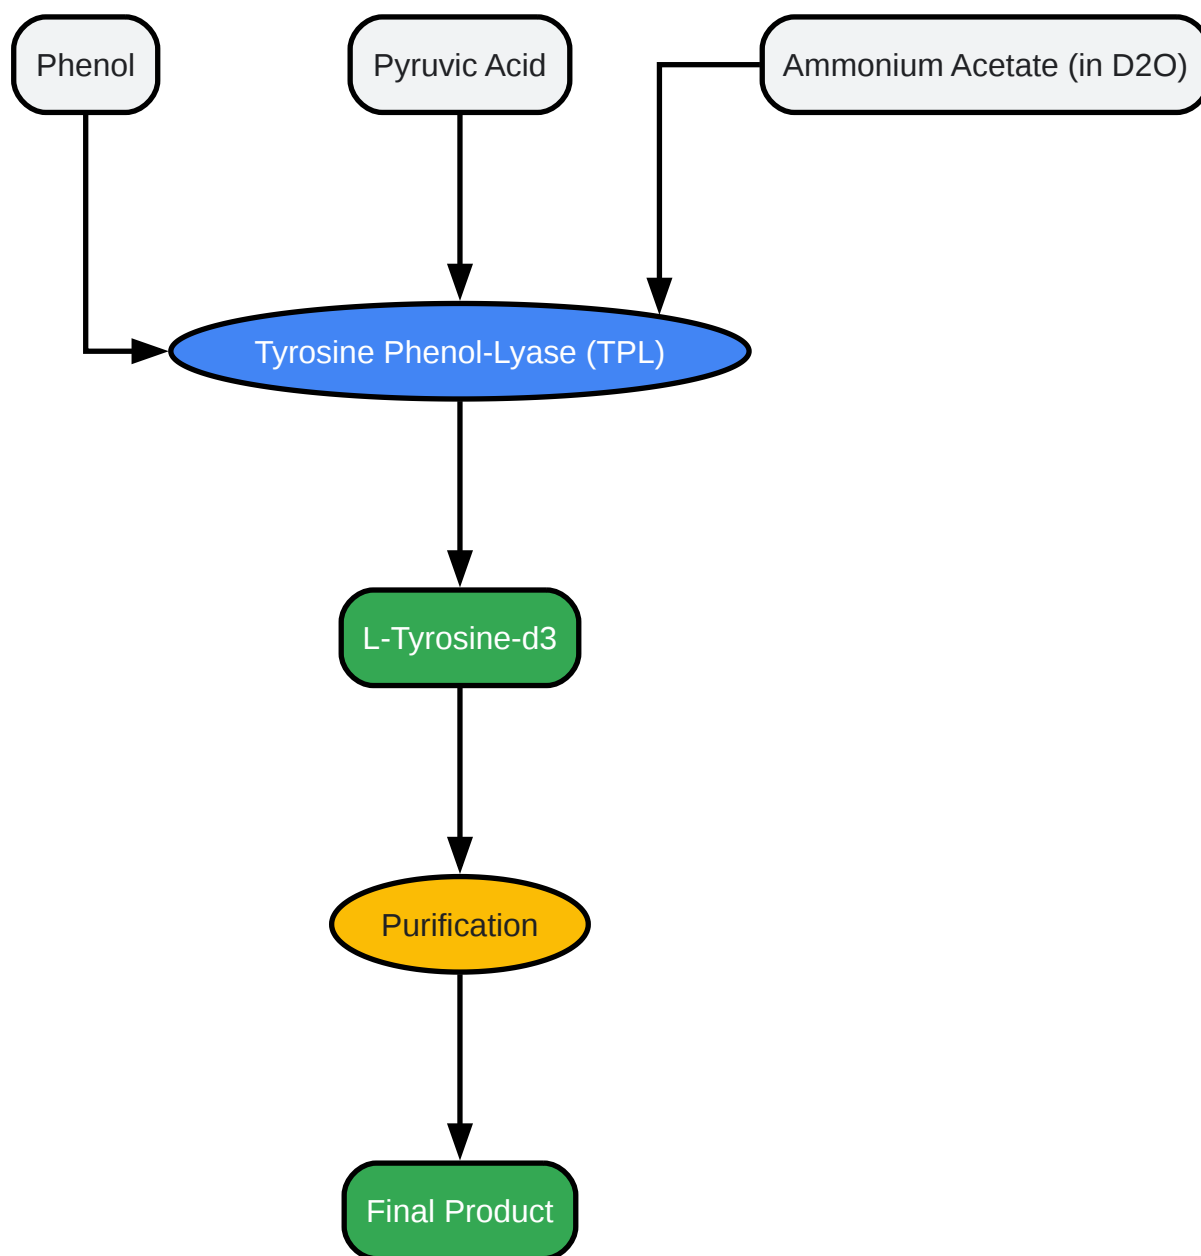 Phenol
Pyruvic Acid
Ammonium Acetate (in D2O)
Tyrosine Phenol-Lyase (TPL)
L-Tyrosine-d3
Purification
Final Product